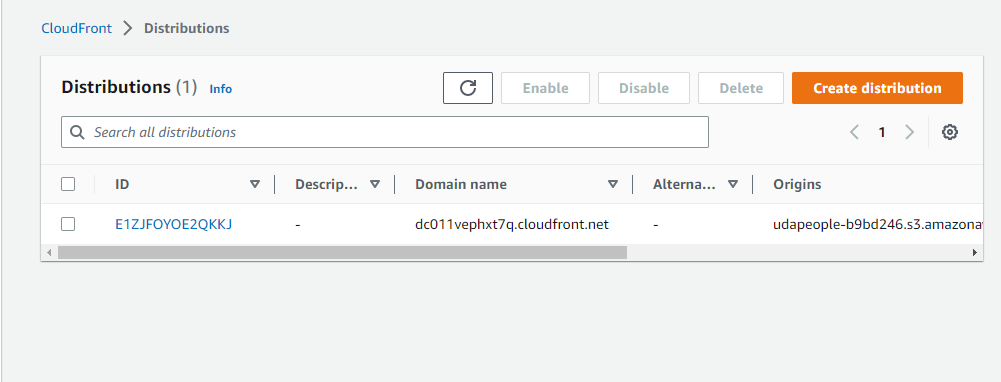 CloudFront > Distributions
Distributions (1) Info Enable Disable Delete Create distribution
Search all distributions 1
ID Descrip... Domain name Alterna... Origins
E1ZJFOYOE2QKKJ - dc011vephxt7q.cloudfront.net - udapeople-b9bd246.s3.amazona